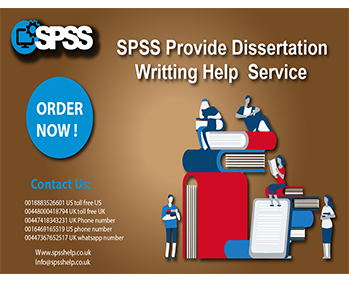 SPSS
SPSS Provide Dissertation
Writting Help Service
ORDER
NOW !
Contact Us:
0018883526601 US toll free US
00448000418794 UK toll free UK
00447418343231 UK Phone number
0016469165519 US phone number
00447367652517 UK whatsapp number
Www.spsshelp.co.uk
Info@spsshelp.co.uk